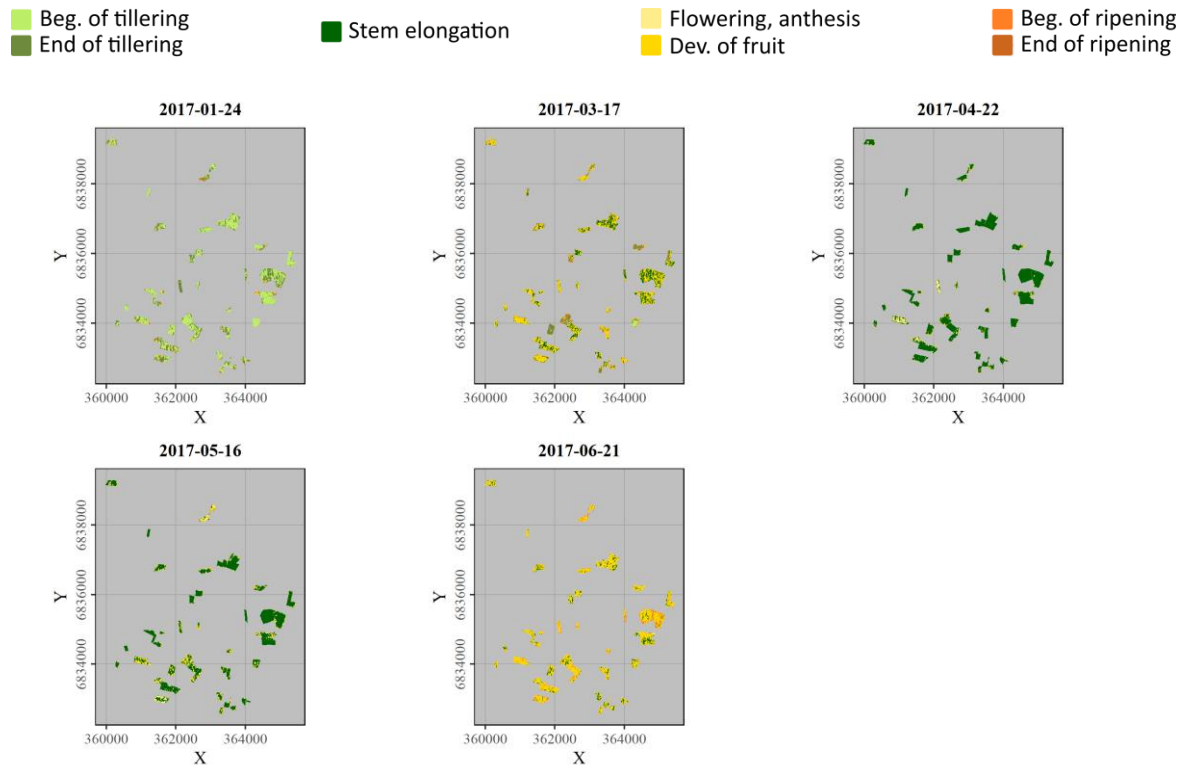 Beg. of tillering
End of tillering
Stem elongation
Flowering, anthesis
Dev. of fruit
Beg. of ripening
End of ripening
2017-01-24
6838000
6836000
6834000
Y
360000 362000 364000
X
2017-03-17
6838000
6836000
6834000
Y
360000 362000 364000
X
2017-04-22
6838000
6836000
6834000
Y
360000 362000 364000
X
2017-05-16
6838000
6836000
6834000
Y
360000 362000 364000
X
2017-06-21
6838000
6836000
6834000
Y
360000 362000 364000
X